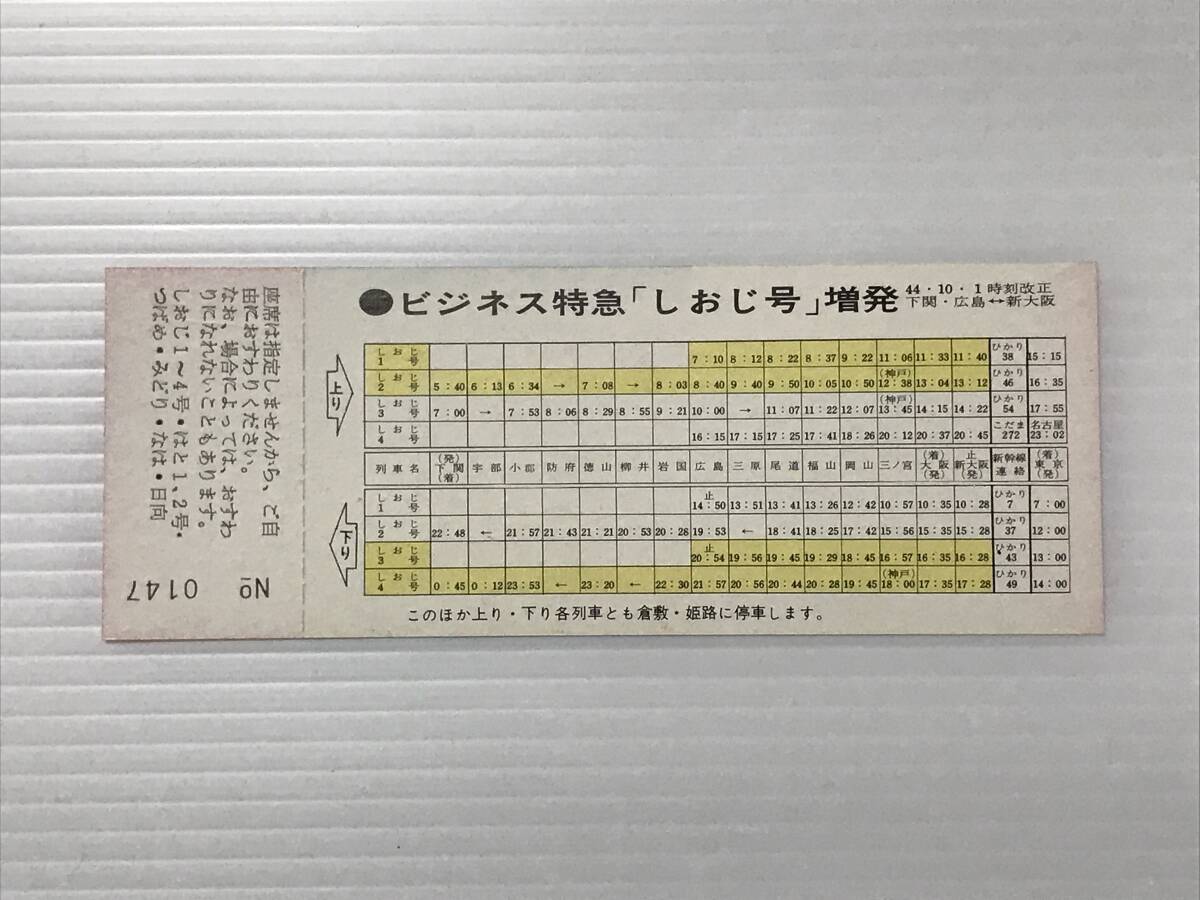 ●ビジネス特急「しおじ号」増発 44・10・1時刻改正
下関・広島↔新大阪
上り
しおじ1号 7:10 8:12 8:22 8:37 9:22 11:06 11:33 11:40 ひかり38 15:15
しおじ2号 5:40 6:13 6:34 → 7:08 → 8:03 8:40 9:40 9:50 10:05 10:50 (神戸)12:38 13:04 13:12 ひかり46 16:35
しおじ3号 7:00 → 7:53 8:06 8:29 8:55 9:21 10:00 → 11:07 11:22 12:07 (神戸)13:45 14:15 14:22 ひかり54 17:55
しおじ4号 16:15 17:15 17:25 17:41 18:26 20:12 20:37 20:45 こだま272 名古屋23:02
列車名 (発)下関(着) 宇部 小郡 防府 徳山 柳井 岩国 広島 三原 尾道 福山 岡山 三ノ宮 (着)大阪(発) 止新大阪(発) 新幹線連絡 (着)東京(発)
下り
しおじ1号 止14:50 13:51 13:41 13:26 12:42 10:57 10:35 10:28 ひかり7 7:00
しおじ2号 22:48 ← 21:57 21:43 21:21 20:53 20:28 19:53 ← 18:41 18:25 17:42 15:56 15:35 15:28 ひかり37 12:00
しおじ3号 止20:54 19:56 19:45 19:29 18:45 16:57 16:35 16:28 ひかり43 13:00
しおじ4号 0:45 0:12 23:53 ← 23:20 ← 22:30 21:57 20:56 20:44 20:28 19:45 (神戸)18:00 17:35 17:28 ひかり49 14:00
このほか上り・下り各列車とも倉敷・姫路に停車します。
座席は指定しませんから、ご自
由におすわりください。
なお、場合によっては、おすわ
りになれないこともあります。
しおじ1～4号・はと1、2号・
つばめ・みどり・なは・日向
No 0147